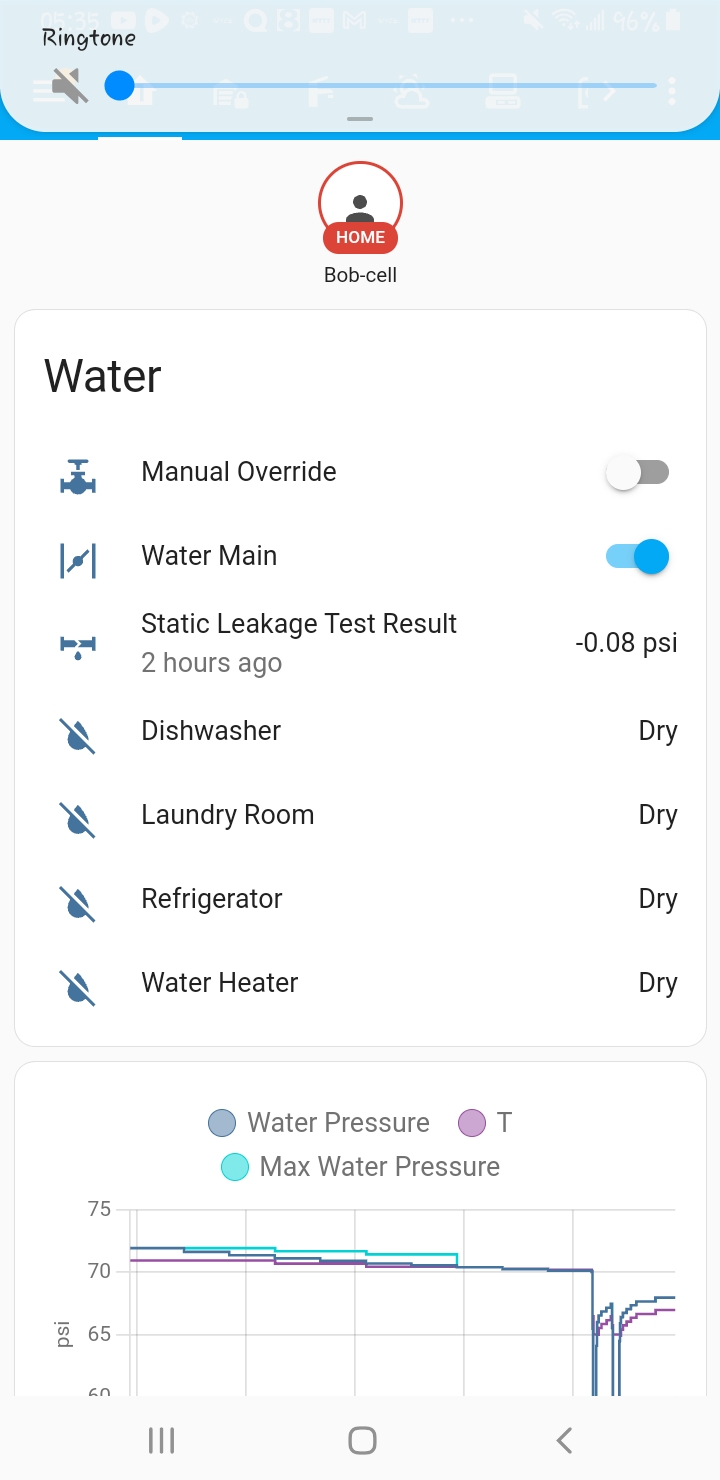 05:35
96%
Ringtone
HOME
Bob-cell
Water
Manual Override
Water Main
Static Leakage Test Result
2 hours ago
-0.08 psi
Dishwasher
Dry
Laundry Room
Dry
Refrigerator
Dry
Water Heater
Dry
Water Pressure
T
Max Water Pressure
75
70
psi
65
60